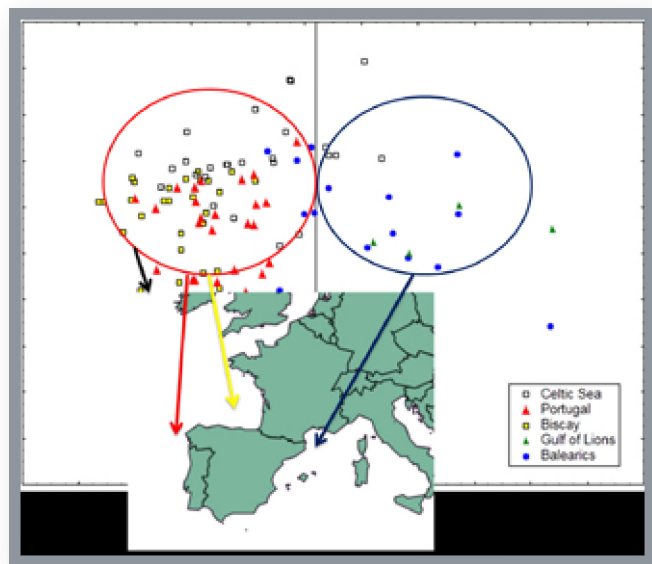 Celtic Sea
Portugal
Biscay
Gulf of Lions
Balearics